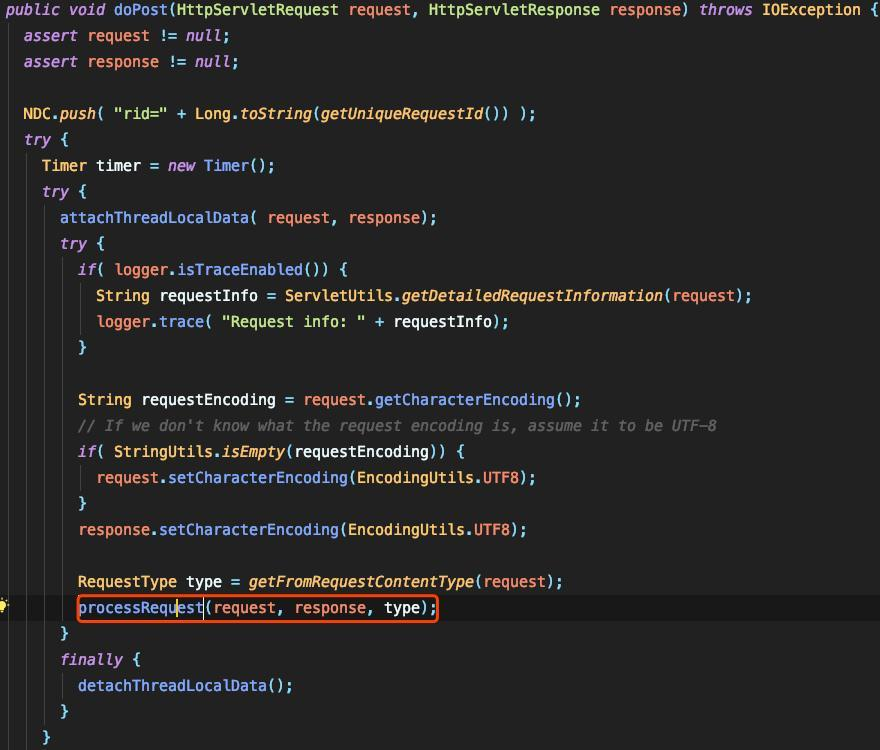 public void doPost(HttpServletRequest request, HttpServletResponse response) throws IOException {
assert request != null;
assert response != null;
NDC.push( "rid=" + Long.toString(getUniqueRequestId()) );
try {
Timer timer = new Timer();
try {
attachThreadLocalData( request, response);
try {
if( logger.isTraceEnabled()) {
String requestInfo = ServletUtils.getDetailedRequestInformation(request);
logger.trace( "Request info: " + requestInfo);
}
String requestEncoding = request.getCharacterEncoding();
// If we don't know what the request encoding is, assume it to be UTF-8
if( StringUtils.isEmpty(requestEncoding)) {
request.setCharacterEncoding(EncodingUtils.UTF8);
}
response.setCharacterEncoding(EncodingUtils.UTF8);
RequestType type = getFromRequestContentType(request);
processRequest(request, response, type);
}
finally {
detachThreadLocalData();
}
}